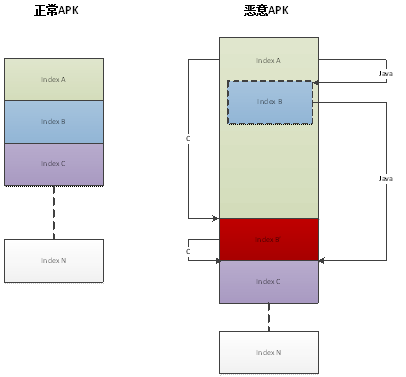 正常APK
恶意APK
Index A
Index B
Index C
Index N
Index A
Java
Index B
C
Java
Index B
C
Index C
Index N